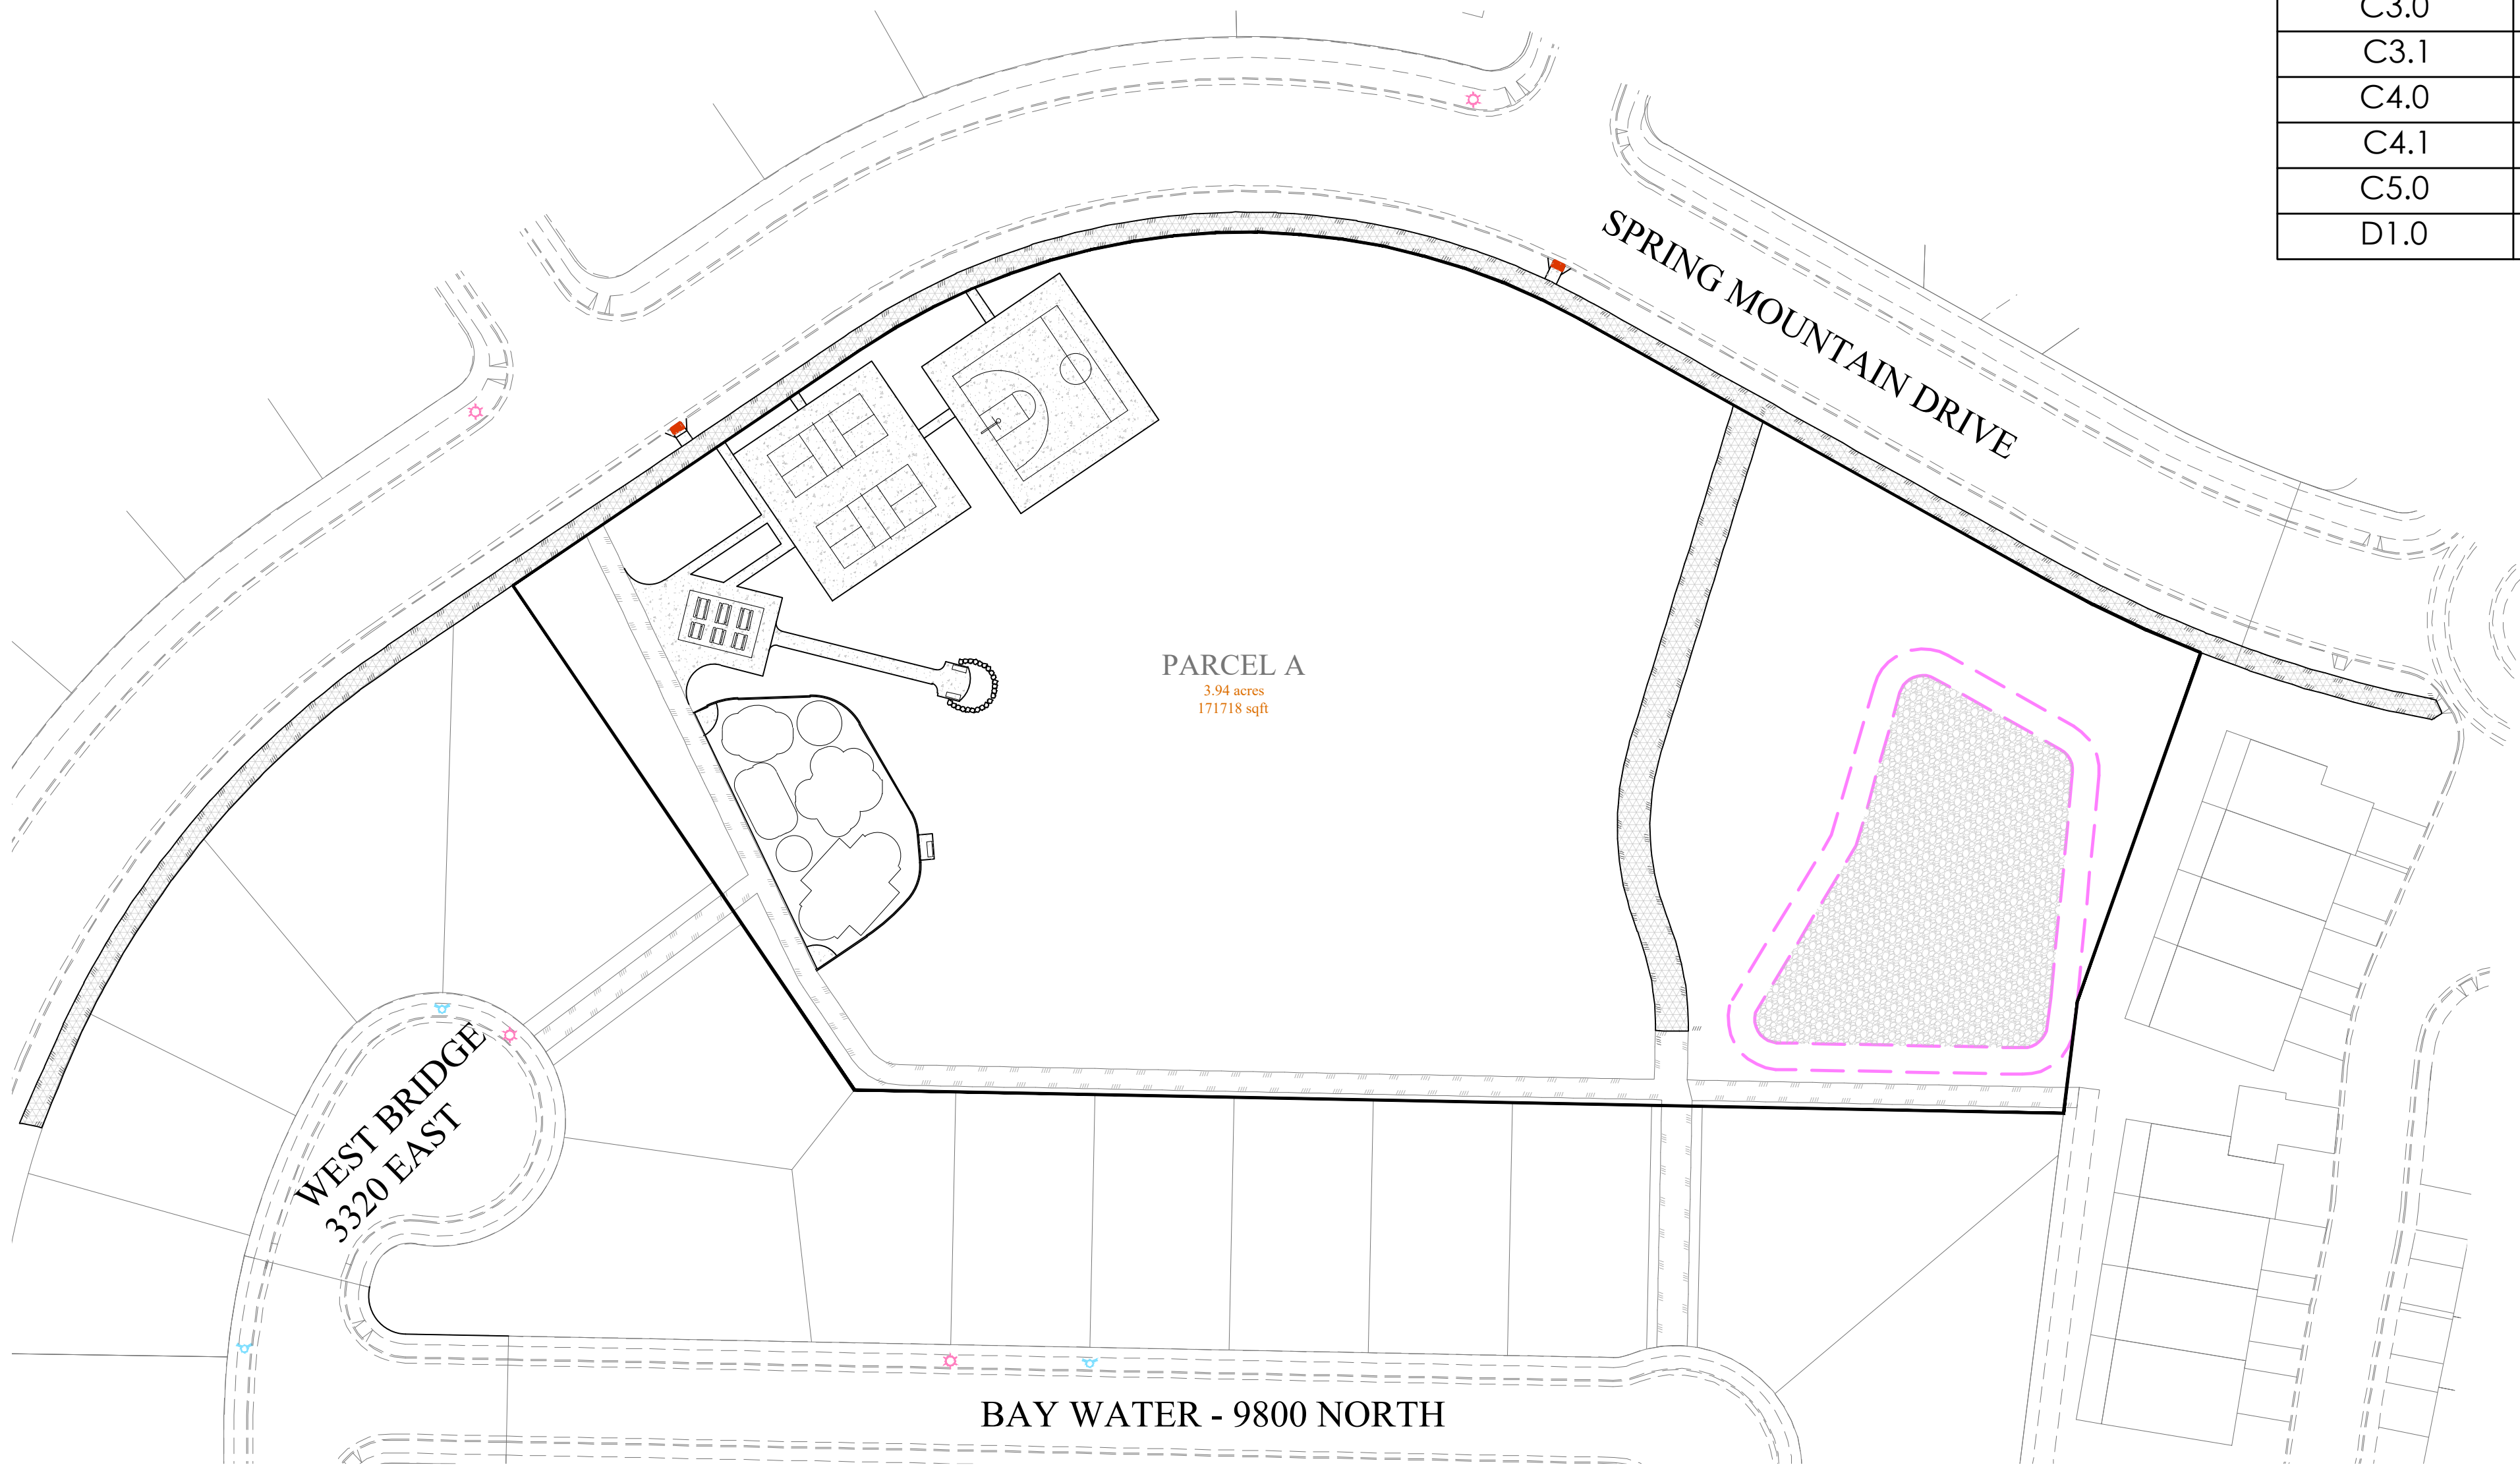 C3.0
C3.1
C4.0
C4.1
C5.0
D1.0
SPRING MOUNTAIN DRIVE
PARCEL A
3.94 acres
171718 sqft
WEST BRIDGE
3320 EAST
BAY WATER - 9800 NORTH